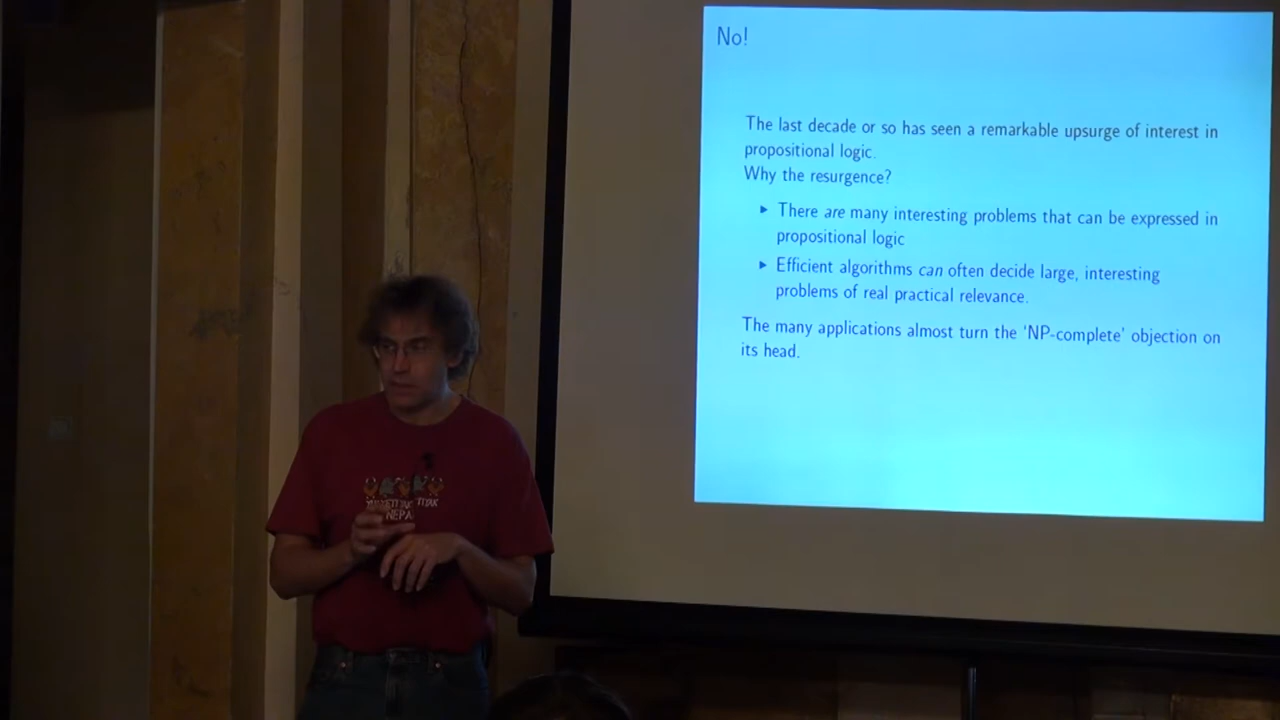 No!
The last decade or so has seen a remarkable upsurge of interest in
propositional logic.
Why the resurgence?
▸ There are many interesting problems that can be expressed in
propositional logic
▸ Efficient algorithms can often decide large, interesting
problems of real practical relevance.
The many applications almost turn the ‘NP-complete’ objection on
its head.